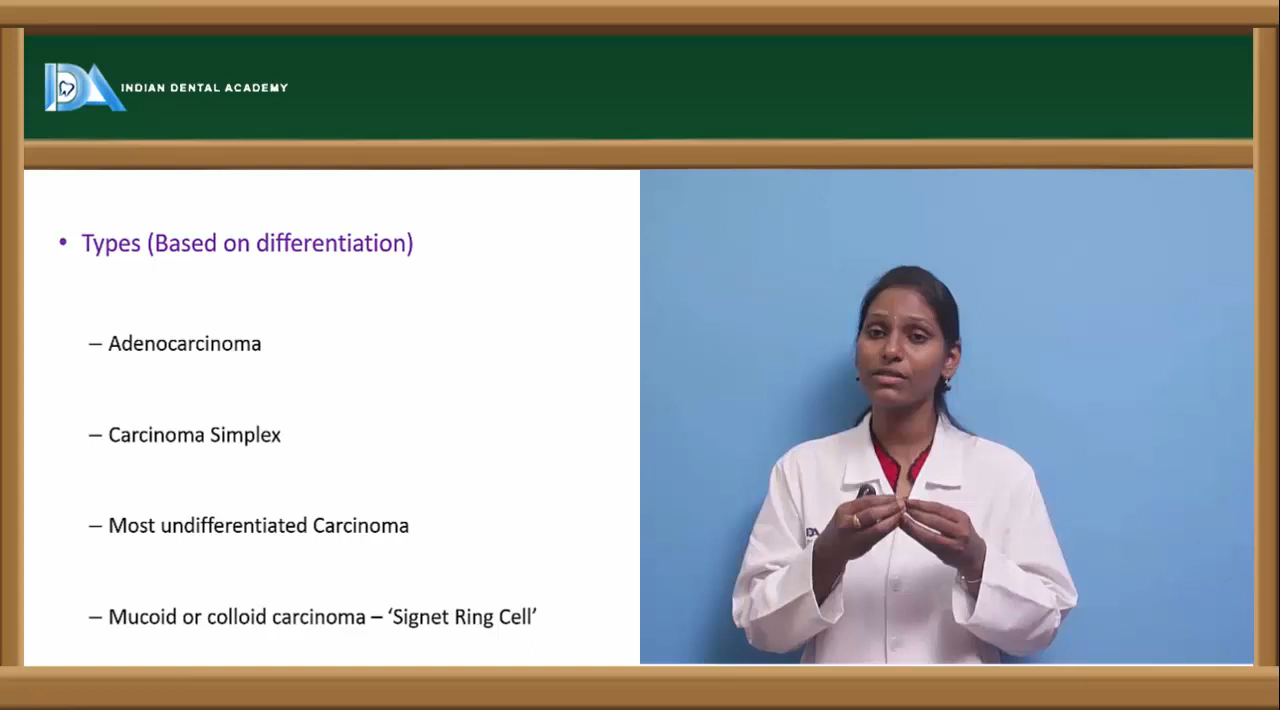 INDIAN DENTAL ACADEMY
• Types (Based on differentiation)
– Adenocarcinoma
– Carcinoma Simplex
– Most undifferentiated Carcinoma
– Mucoid or colloid carcinoma – ‘Signet Ring Cell’